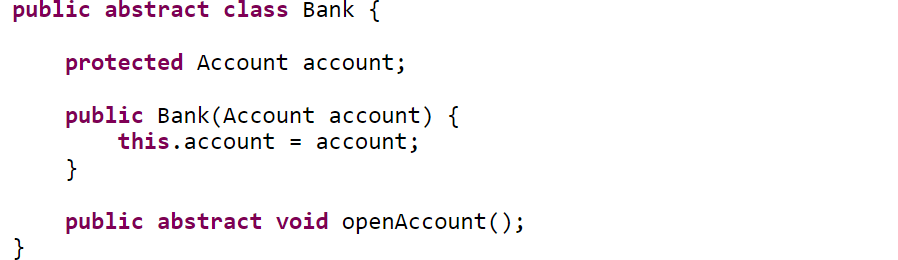 public abstract class Bank {
protected Account account;
public Bank(Account account) {
this.account = account;
}
public abstract void openAccount();
}